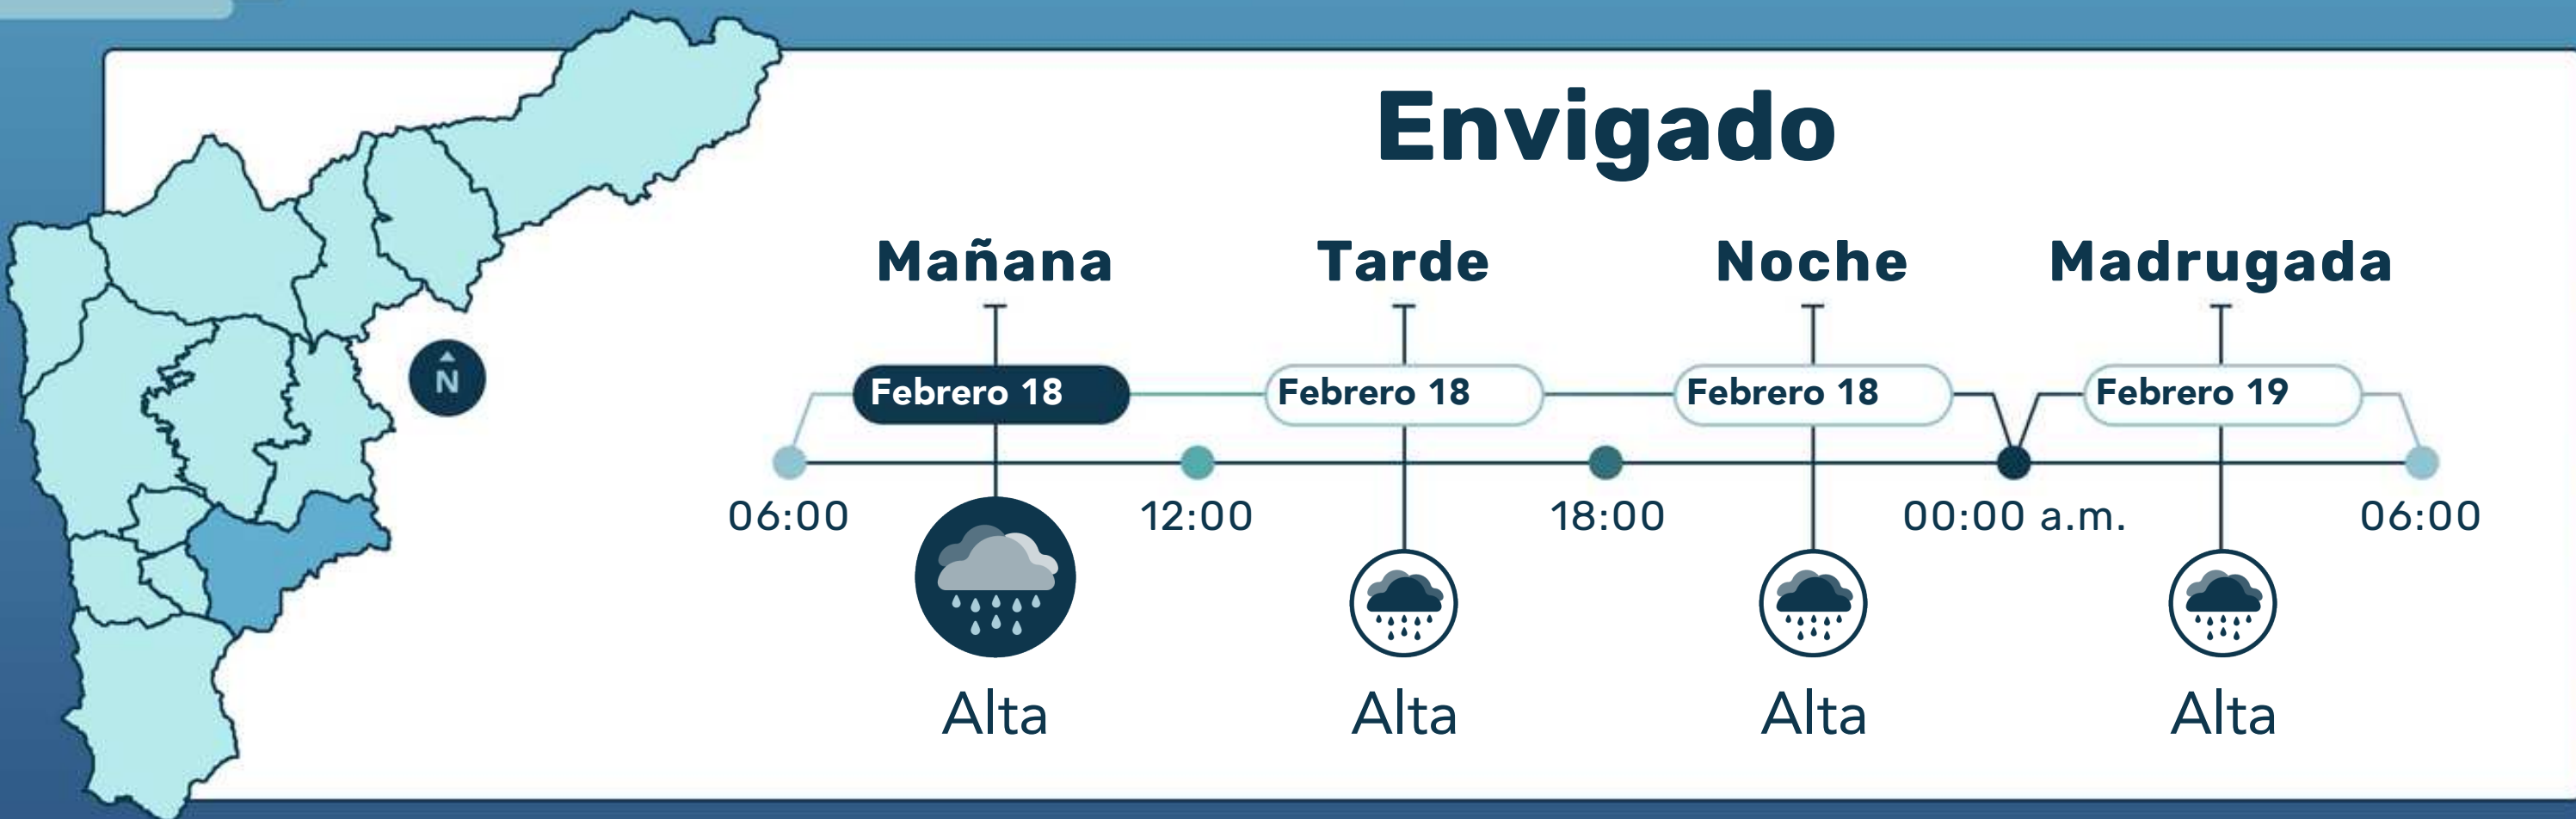 Envigado
Mañana Tarde Noche Madrugada
N
Febrero 18 Febrero 18 Febrero 18 Febrero 19
06:00 12:00 18:00 00:00 a.m. 06:00
Alta Alta Alta Alta